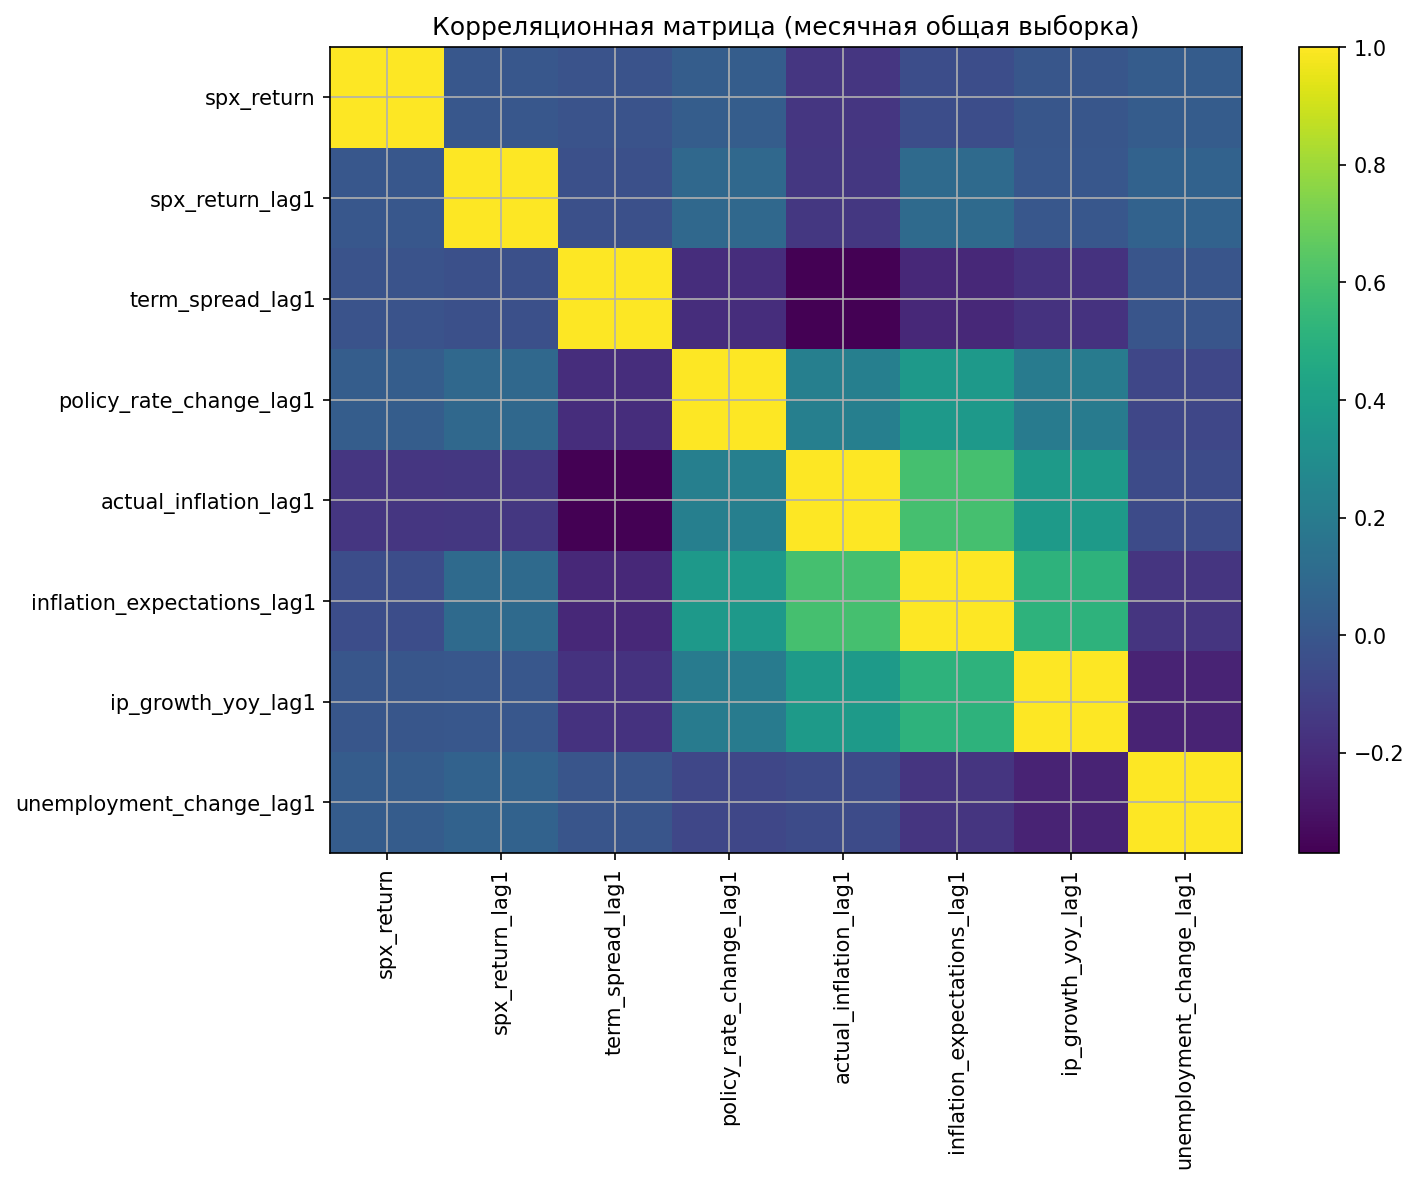 Корреляционная матрица (месячная общая выборка)
spx_return
spx_return_lag1
term_spread_lag1
policy_rate_change_lag1
actual_inflation_lag1
inflation_expectations_lag1
ip_growth_yoy_lag1
unemployment_change_lag1
spx_return
spx_return_lag1
term_spread_lag1
policy_rate_change_lag1
actual_inflation_lag1
inflation_expectations_lag1
ip_growth_yoy_lag1
unemployment_change_lag1
1.0
0.8
0.6
0.4
0.2
0.0
−0.2